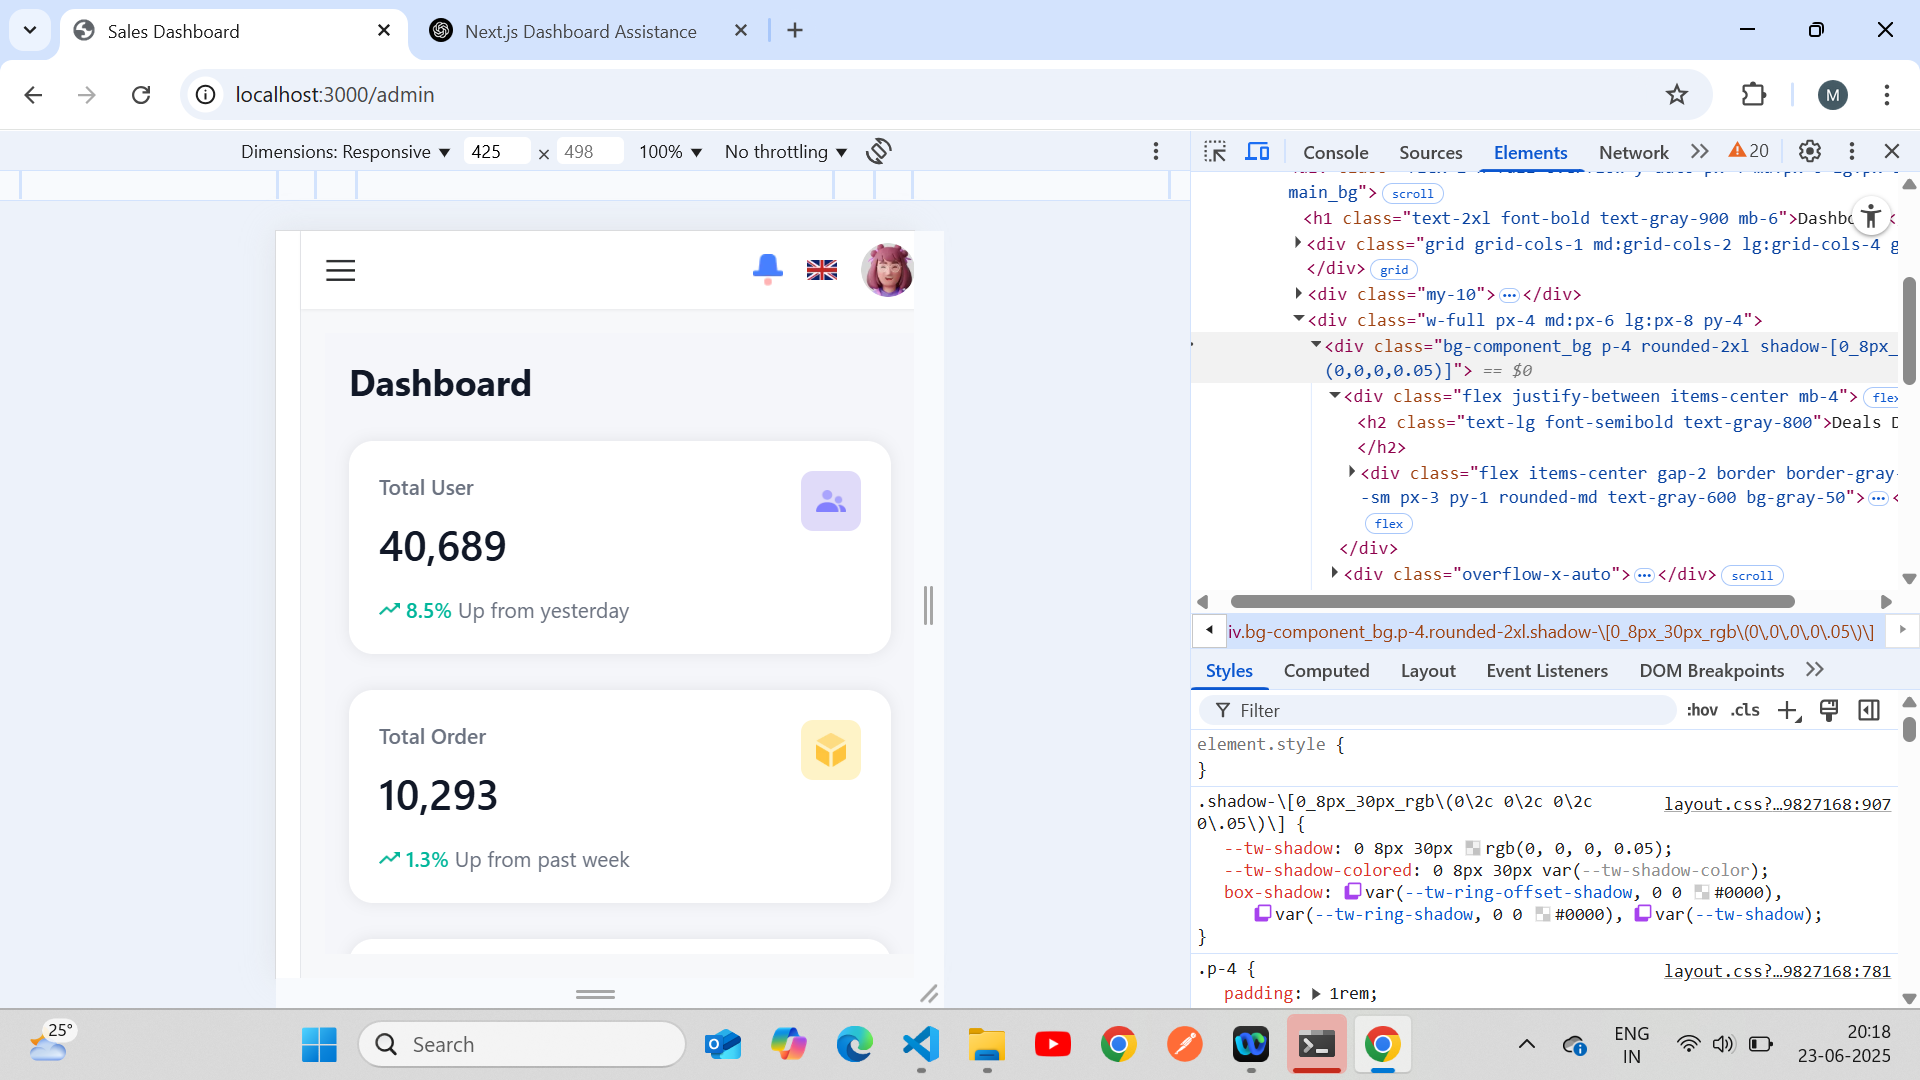 Sales Dashboard
Next.js Dashboard Assistance
localhost:3000/admin
M
Dimensions: Responsive ▼ 425 × 498 100% ▼ No throttling ▼
Console Sources Elements Network 20
Dashboard
Total User
40,689
8.5% Up from yesterday
Total Order
10,293
1.3% Up from past week
main_bg"> scroll
<h1 class="text-2xl font-bold text-gray-900 mb-6">Dashbo
<div class="grid grid-cols-1 md:grid-cols-2 lg:grid-cols-4 g
</div> grid
<div class="my-10"> … </div>
<div class="w-full px-4 md:px-6 lg:px-8 py-4">
<div class="bg-component_bg p-4 rounded-2xl shadow-[0_8px_
(0,0,0,0.05)]"> == $0
<div class="flex justify-between items-center mb-4"> flex
<h2 class="text-lg font-semibold text-gray-800">Deals D
</h2>
<div class="flex items-center gap-2 border border-gray-
-sm px-3 py-1 rounded-md text-gray-600 bg-gray-50"> … <
flex
</div>
<div class="overflow-x-auto"> … </div> scroll
iv.bg-component_bg.p-4.rounded-2xl.shadow-\[0_8px_30px_rgb\(0\,0\,0\,0\.05\)\]
Styles Computed Layout Event Listeners DOM Breakpoints
Filter :hov .cls
element.style {
}
.shadow-\[0_8px_30px_rgb\(0\2c 0\2c 0\2c layout.css?…9827168:907
0\.05\)\] {
--tw-shadow: 0 8px 30px rgb(0, 0, 0, 0.05);
--tw-shadow-colored: 0 8px 30px var(--tw-shadow-color);
box-shadow: var(--tw-ring-offset-shadow, 0 0 #0000),
var(--tw-ring-shadow, 0 0 #0000), var(--tw-shadow);
}
.p-4 { layout.css?…9827168:781
padding: 1rem;
25°
Search
ENG
IN
20:18
23-06-2025